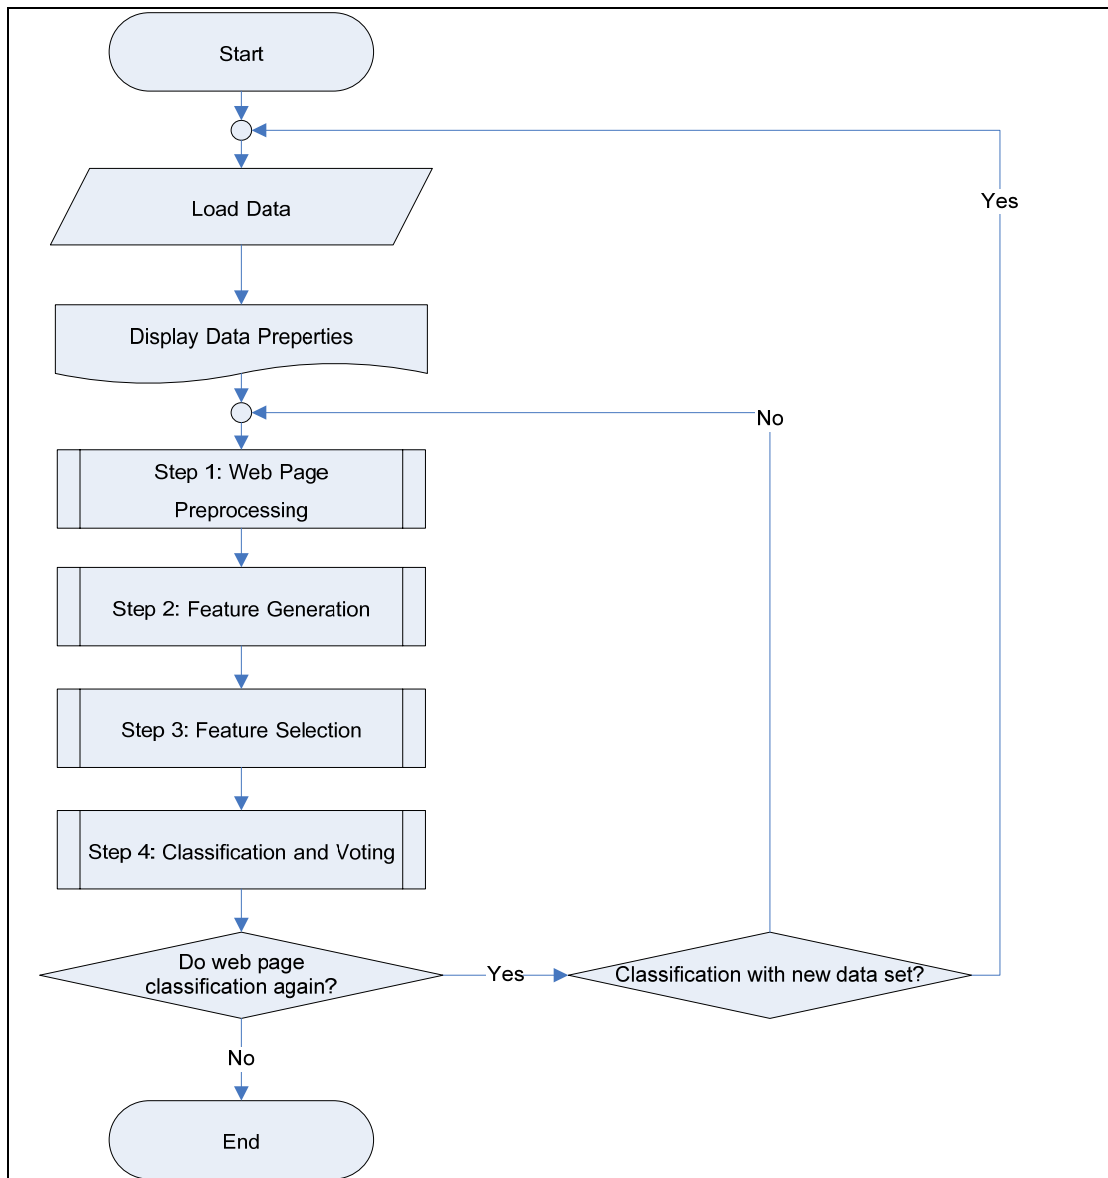 Start
Yes
Load Data
Display Data Preperties
No
Step 1: Web Page
Preprocessing
Step 2: Feature Generation
Step 3: Feature Selection
Step 4: Classification and Voting
Do web page
classification again?
Yes
Classification with new data set?
No
End